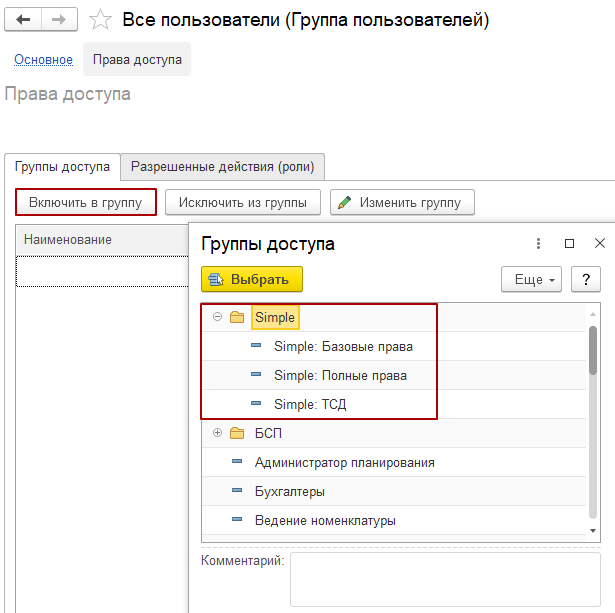 Все пользователи (Группа пользователей)
Основное Права доступа
Права доступа
Группы доступа Разрешенные действия (роли)
Включить в группу Исключить из группы Изменить группу
Наименование
Группы доступа
Выбрать Еще ?
Simple
Simple: Базовые права
Simple: Полные права
Simple: ТСД
БСП
Администратор планирования
Бухгалтеры
Ведение номенклатуры
Комментарий: